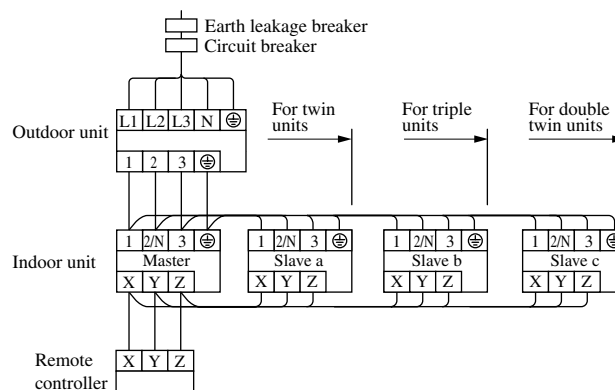 Earth leakage breaker
Circuit breaker
L1 L2 L3 N
Outdoor unit
1 2 3
For twin
units
For triple
units
For double
twin units
Indoor unit
1 2/N 3
Master
X Y Z
1 2/N 3
Slave a
X Y Z
1 2/N 3
Slave b
X Y Z
1 2/N 3
Slave c
X Y Z
Remote
controller
X Y Z